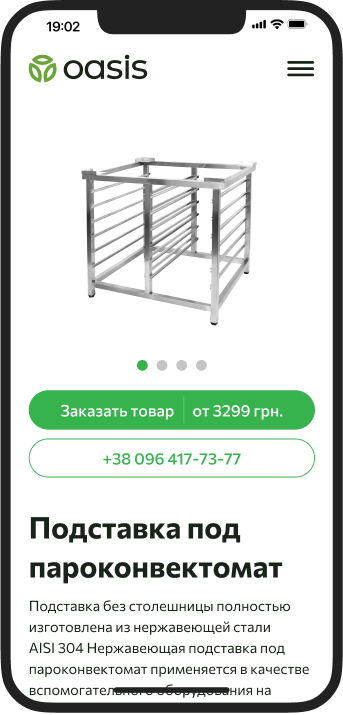 19:02
oasis
Заказать товар от 3299 грн.
+38 096 417-73-77
Подставка под
пароконвектомат
Подставка без столешницы полностью
изготовлена из нержавеющей стали
AISI 304 Нержавеющая подставка под
пароконвектомат применяется в качестве
вспомогательного оборудования на